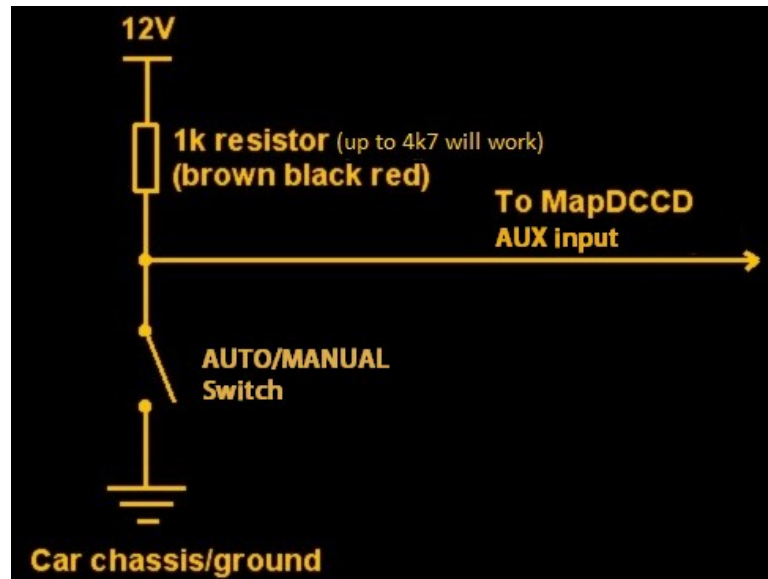 12V
1k resistor (up to 4k7 will work)
(brown black red)
To MapDCCD
AUX input
AUTO/MANUAL
Switch
Car chassis/ground